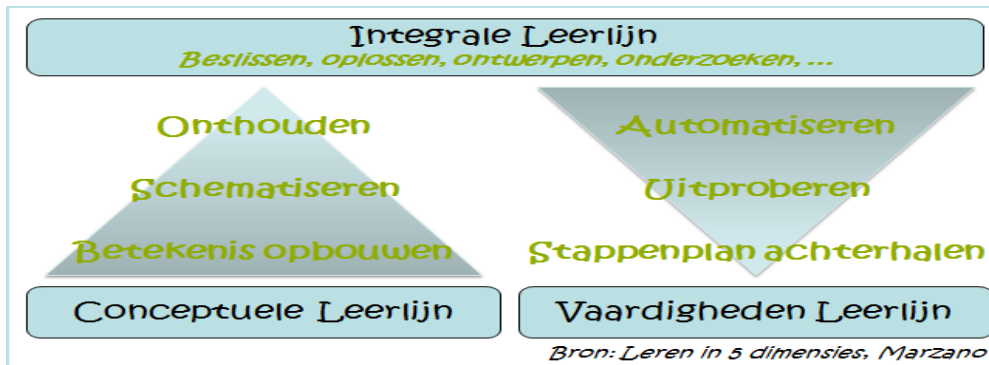 Integrale Leerlijn
Beslissen, oplossen, ontwerpen, onderzoeken, ...
Onthouden
Schematiseren
Betekenis opbouwen
Conceptuele Leerlijn
Automatiseren
Uitproberen
Stappenplan achterhalen
Vaardigheden Leerlijn
Bron: Leren in 5 dimensies, Marzano